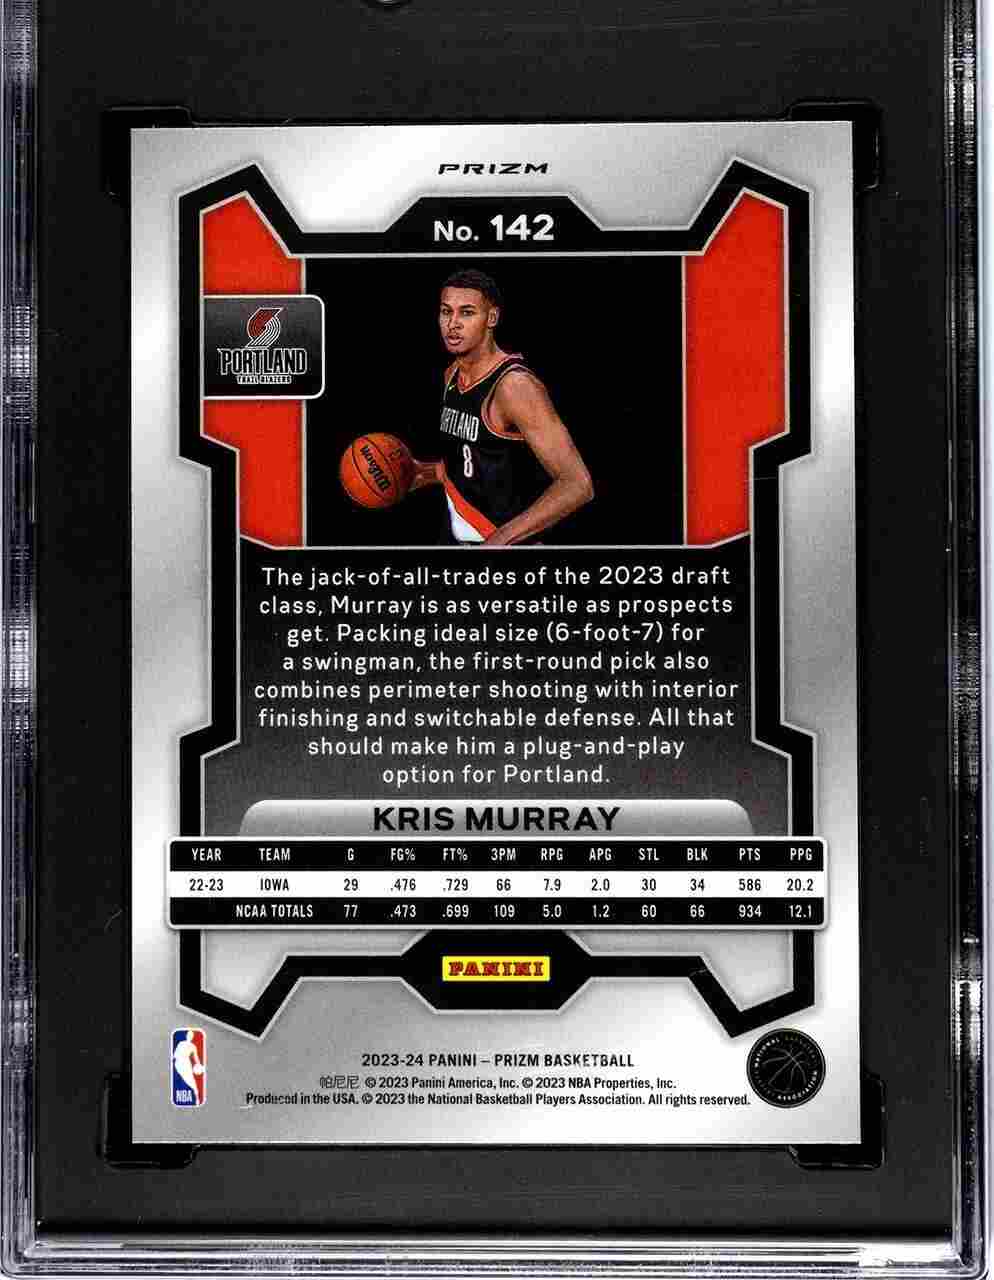 PRIZM
No. 142
PORTLAND
TRAIL BLAZERS
WILSON
PORTLAND
8
The jack-of-all-trades of the 2023 draft
class, Murray is as versatile as prospects
get. Packing ideal size (6-foot-7) for
a swingman, the first-round pick also
combines perimeter shooting with interior
finishing and switchable defense. All that
should make him a plug-and-play
option for Portland.
KRIS MURRAY
YEAR TEAM G FG% FT% 3PM RPG APG STL BLK PTS PPG
22-23 IOWA 29 .476 .729 66 7.9 2.0 30 34 586 20.2
NCAA TOTALS 77 .473 .699 109 5.0 1.2 60 66 934 12.1
PANINI
NBA
2023-24 PANINI – PRIZM BASKETBALL
帕尼尼 © 2023 Panini America, Inc. © 2023 NBA Properties, Inc.
Produced in the USA. © 2023 the National Basketball Players Association. All rights reserved.
NATIONAL BASKETBALL PLAYERS ASSOCIATION